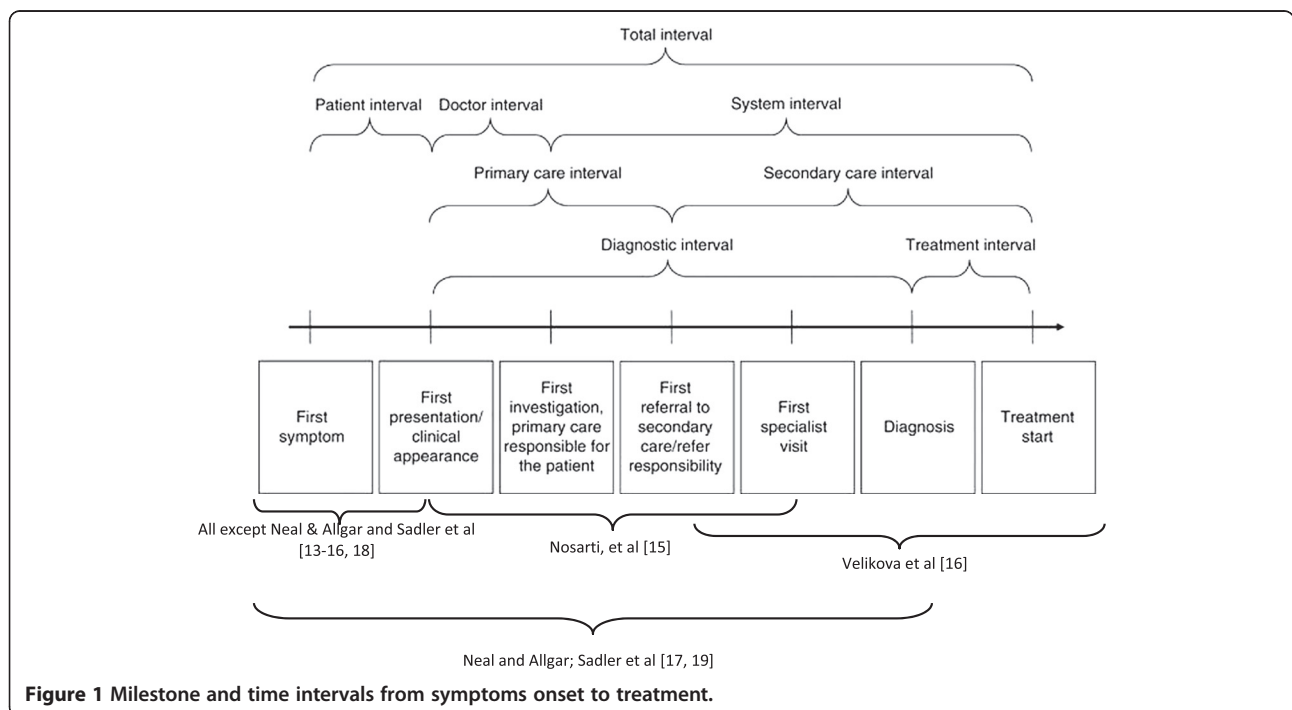 Total interval
Patient interval
Doctor interval
System interval
Primary care interval
Secondary care interval
Diagnostic interval
Treatment interval
First
symptom
First
presentation/
clinical
appearance
First
investigation,
primary care
responsible for
the patient
First
referral to
secondary
care/refer
responsibility
First
specialist
visit
Diagnosis
Treatment
start
All except Neal & Allgar and Sadler et al
[13-16, 18]
Nosarti, et al [15]
Velikova et al [16]
Neal and Allgar; Sadler et al [17, 19]
Figure 1 Milestone and time intervals from symptoms onset to treatment.